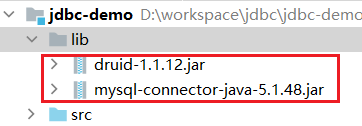 jdbc-demo D:\workspace\jdbc\jdbc-demo
lib
druid-1.1.12.jar
mysql-connector-java-5.1.48.jar
src